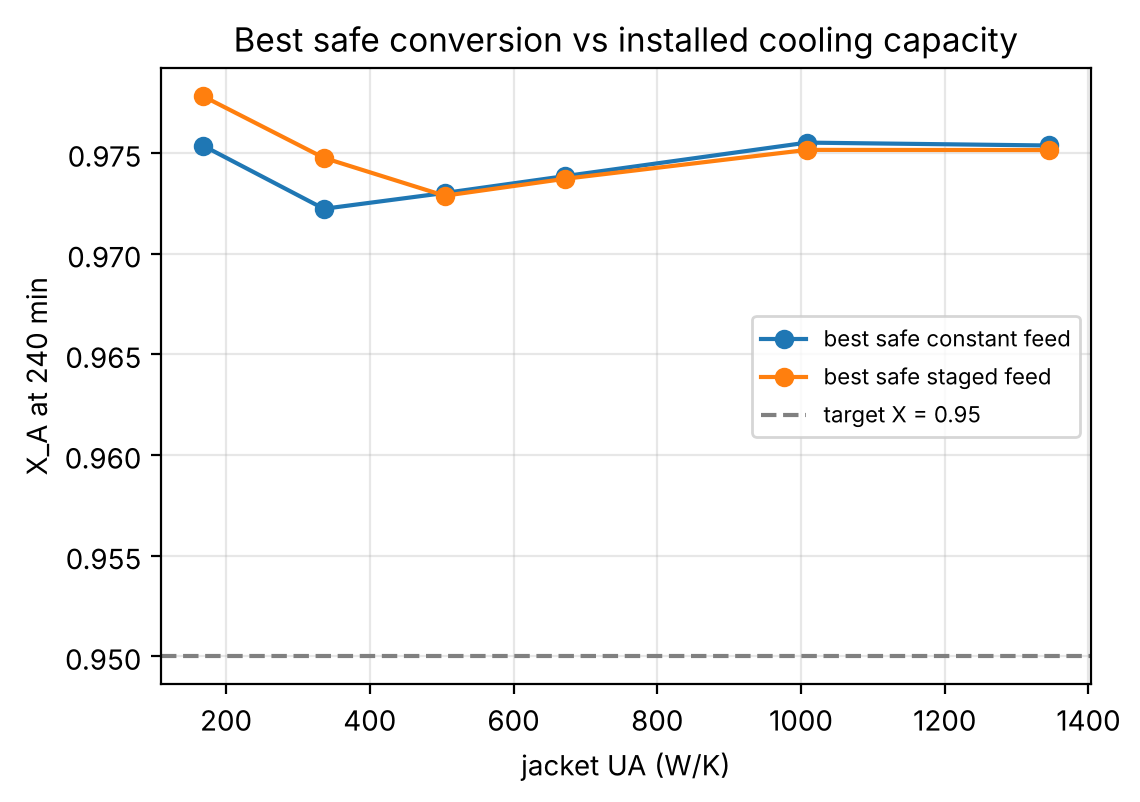 Best safe conversion vs installed cooling capacity
X_A at 240 min
0.975
0.970
0.965
0.960
0.955
0.950
best safe constant feed
best safe staged feed
target X = 0.95
200 400 600 800 1000 1200 1400
jacket UA (W/K)